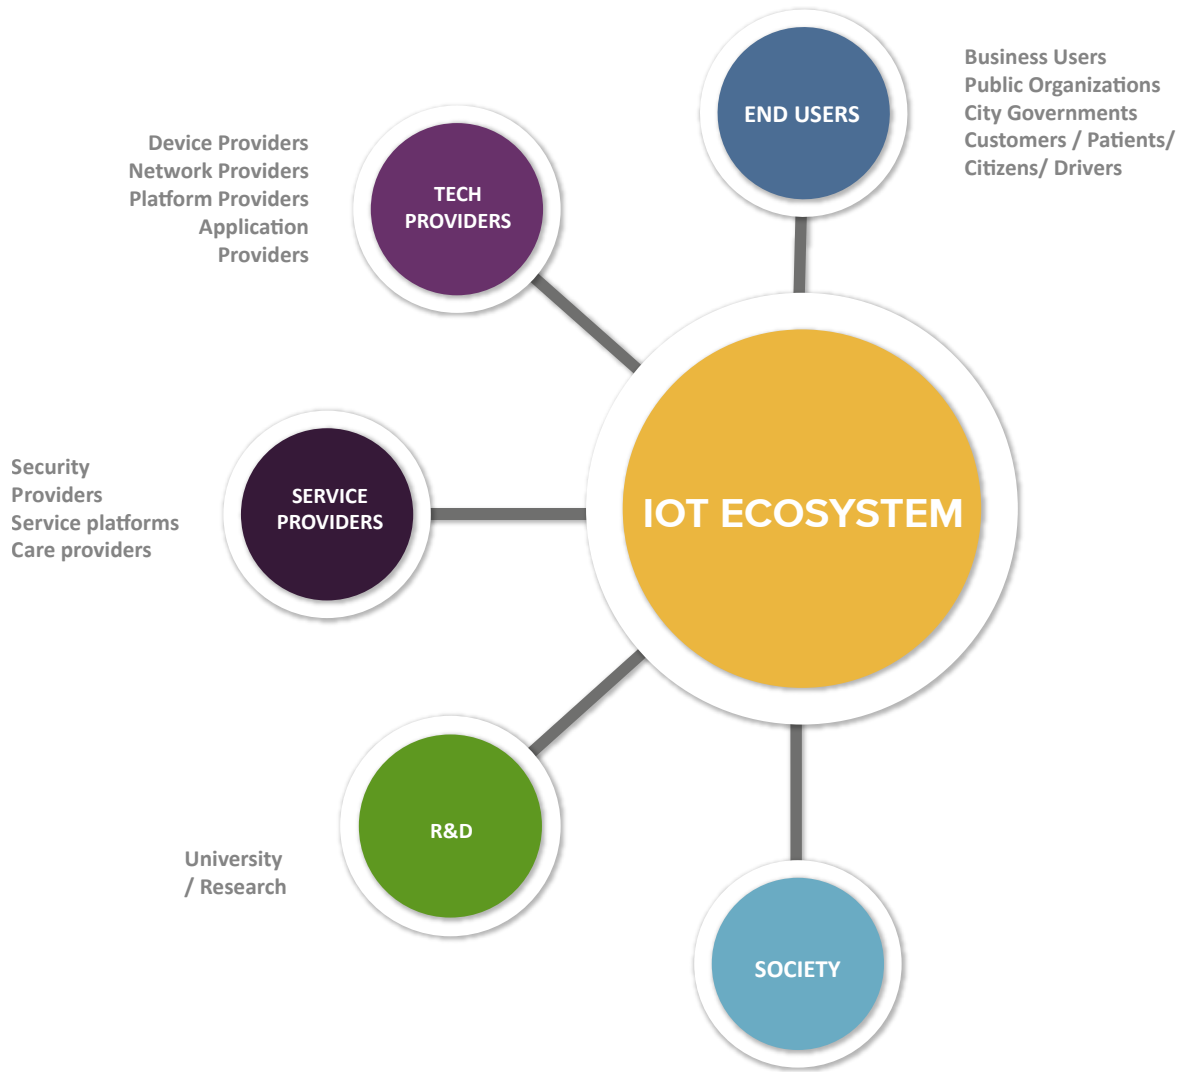 END USERS
Business Users
Public Organizations
City Governments
Customers / Patients/
Citizens/ Drivers
Device Providers
Network Providers
Platform Providers
Application
Providers
TECH
PROVIDERS
Security
Providers
Service platforms
Care providers
SERVICE
PROVIDERS
IOT ECOSYSTEM
R&D
University
/ Research
SOCIETY